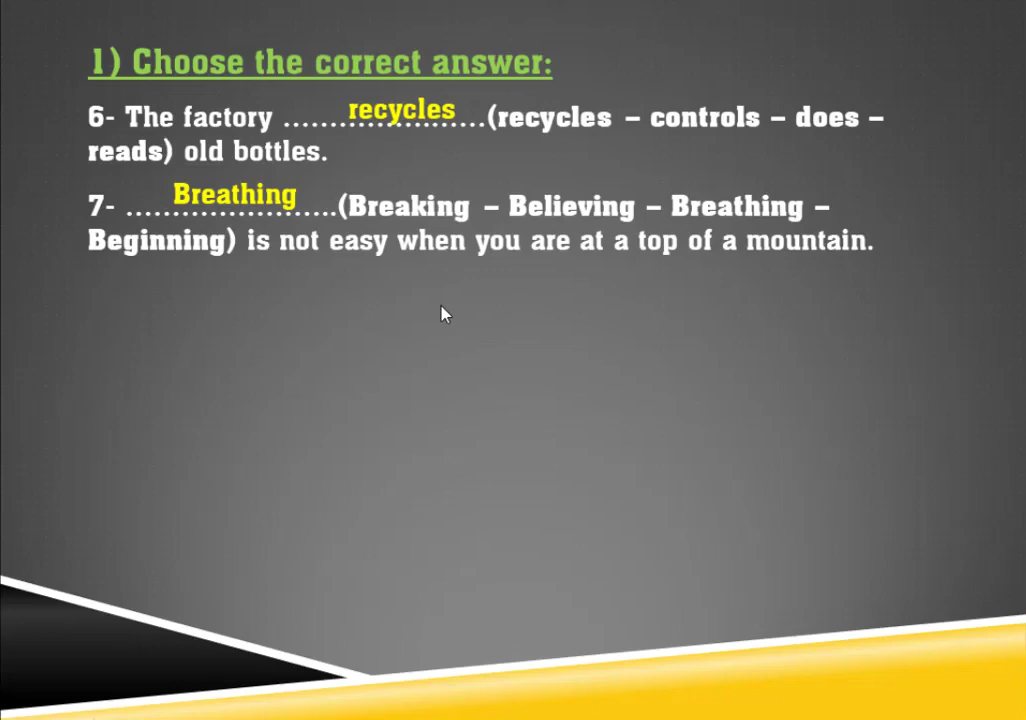 1) Choose the correct answer:
6- The factory ......................(recycles – controls – does –
recycles
reads) old bottles.
7- .......................(Breaking – Believing – Breathing –
Breathing
Beginning) is not easy when you are at a top of a mountain.